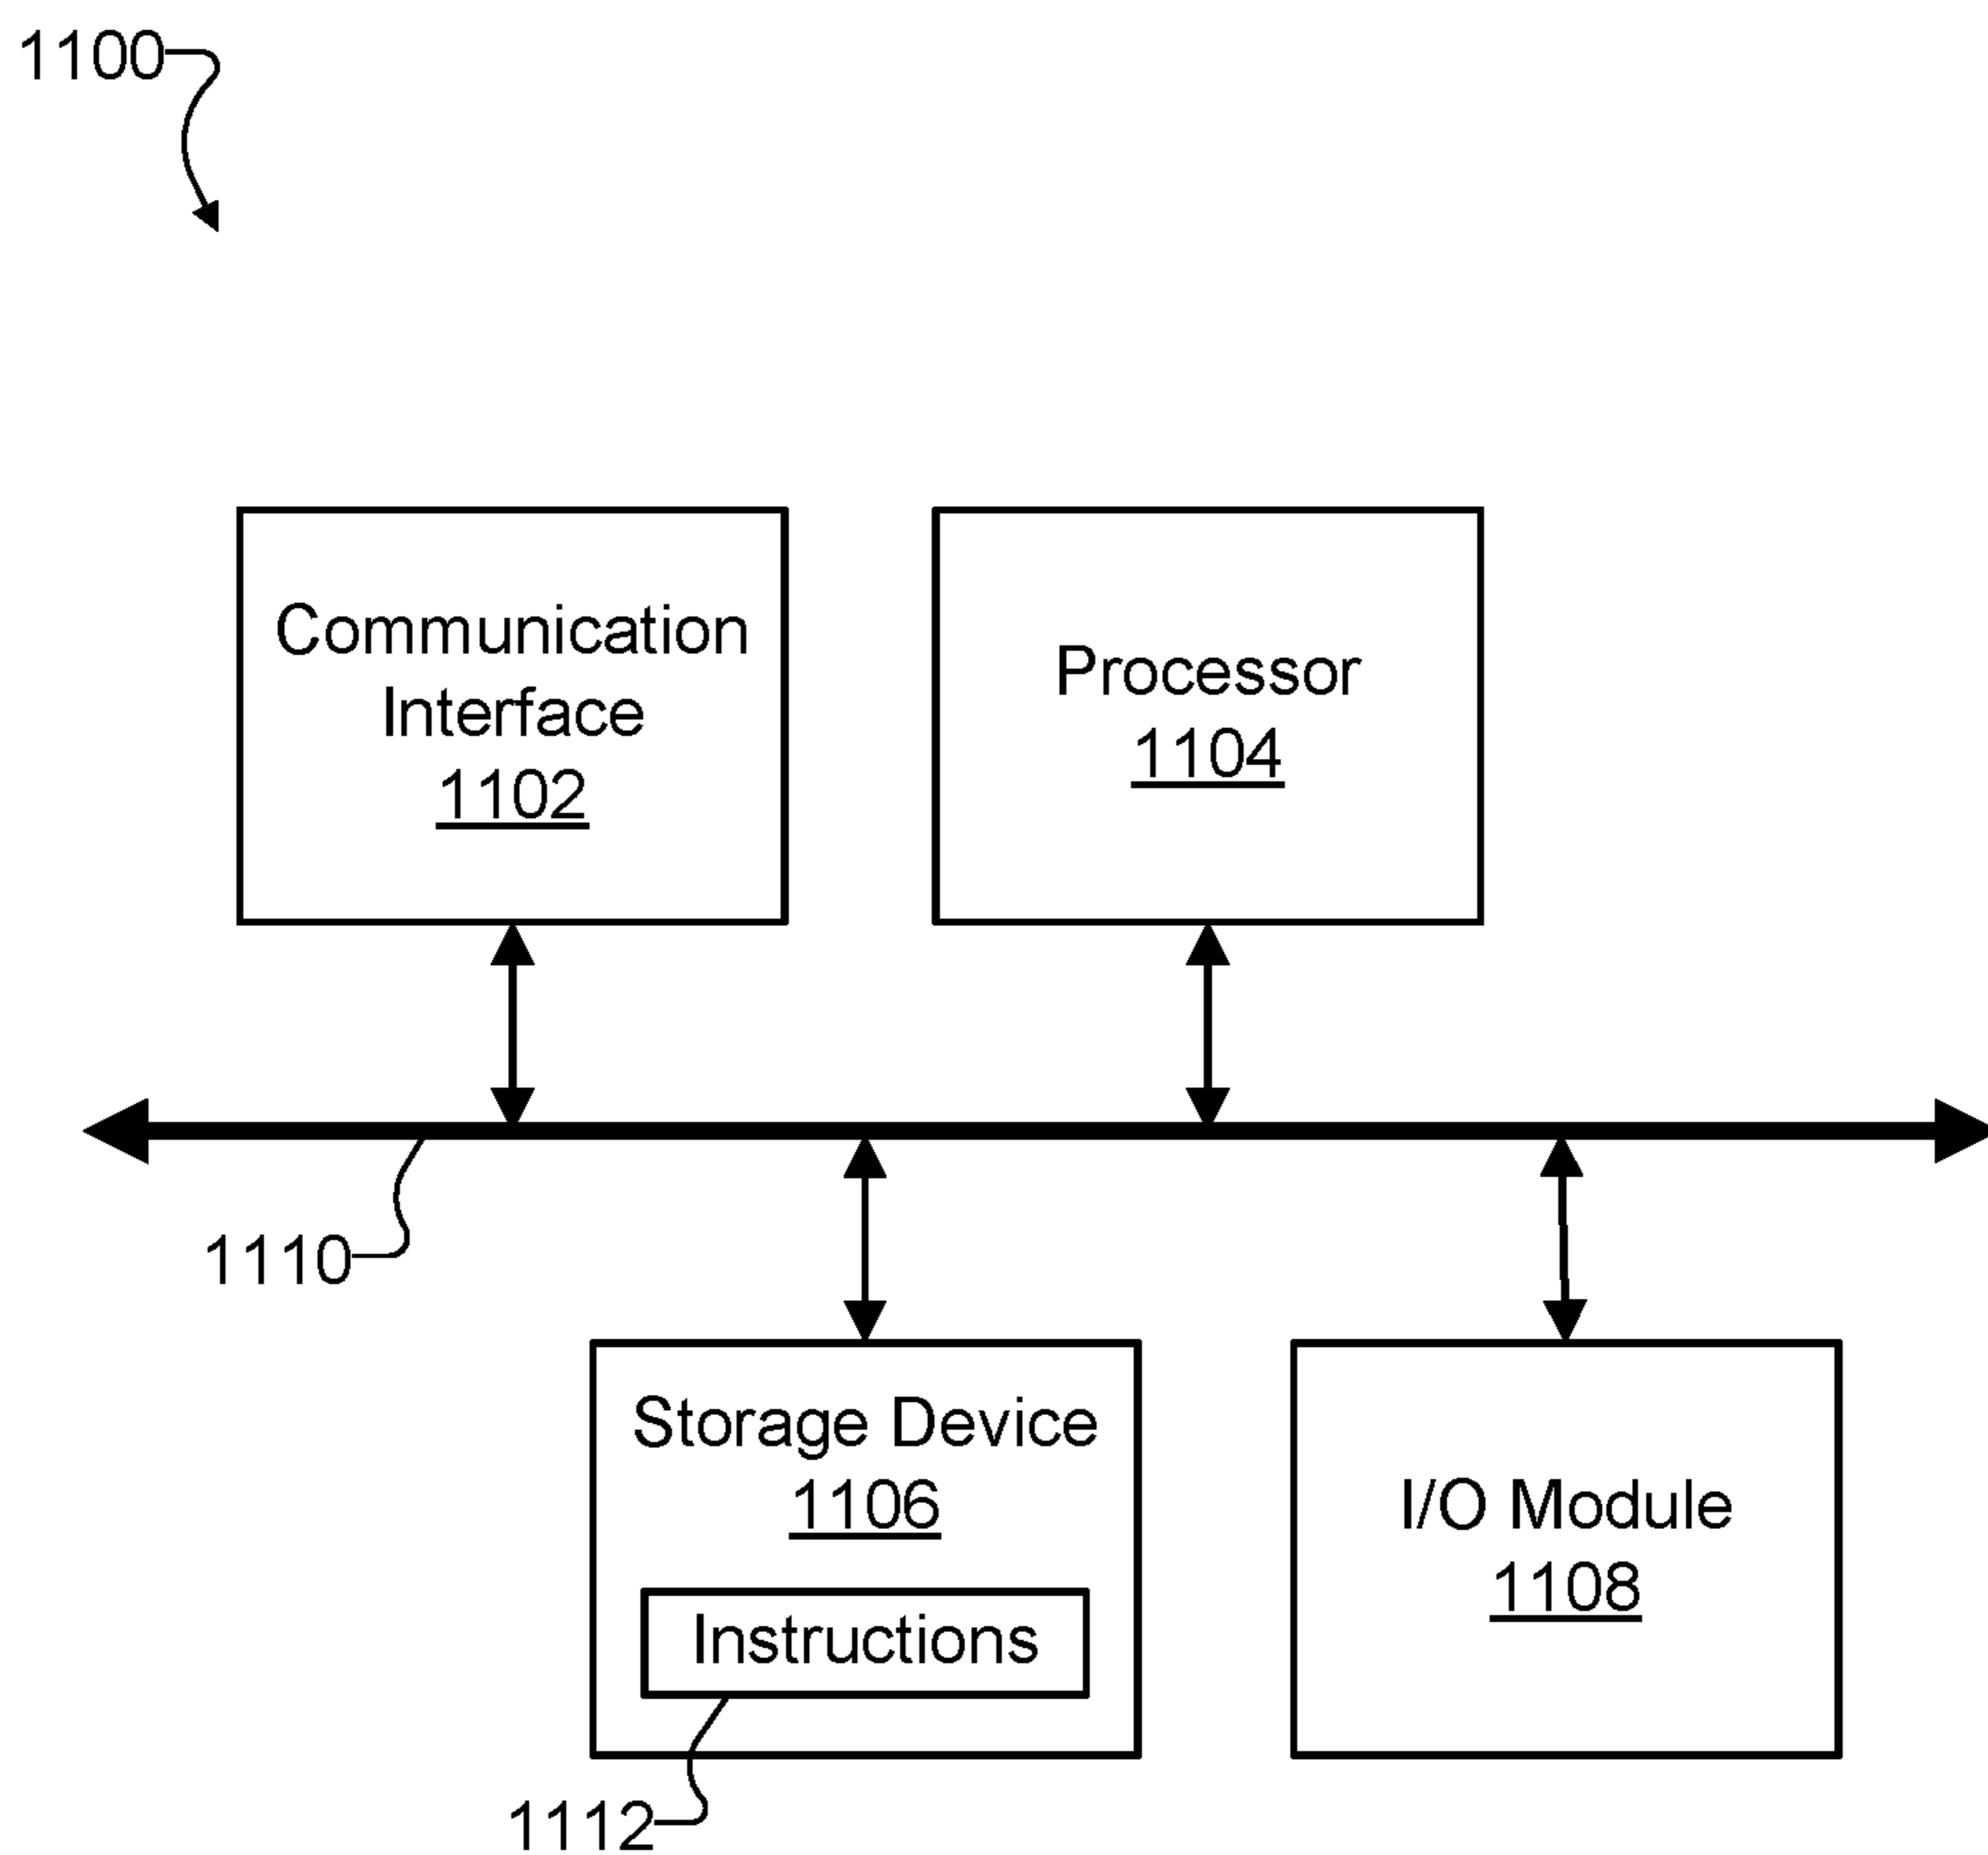 1100
Communication
Interface
1102
Processor
1104
1110
Storage Device
1106
Instructions
1112
I/O Module
1108